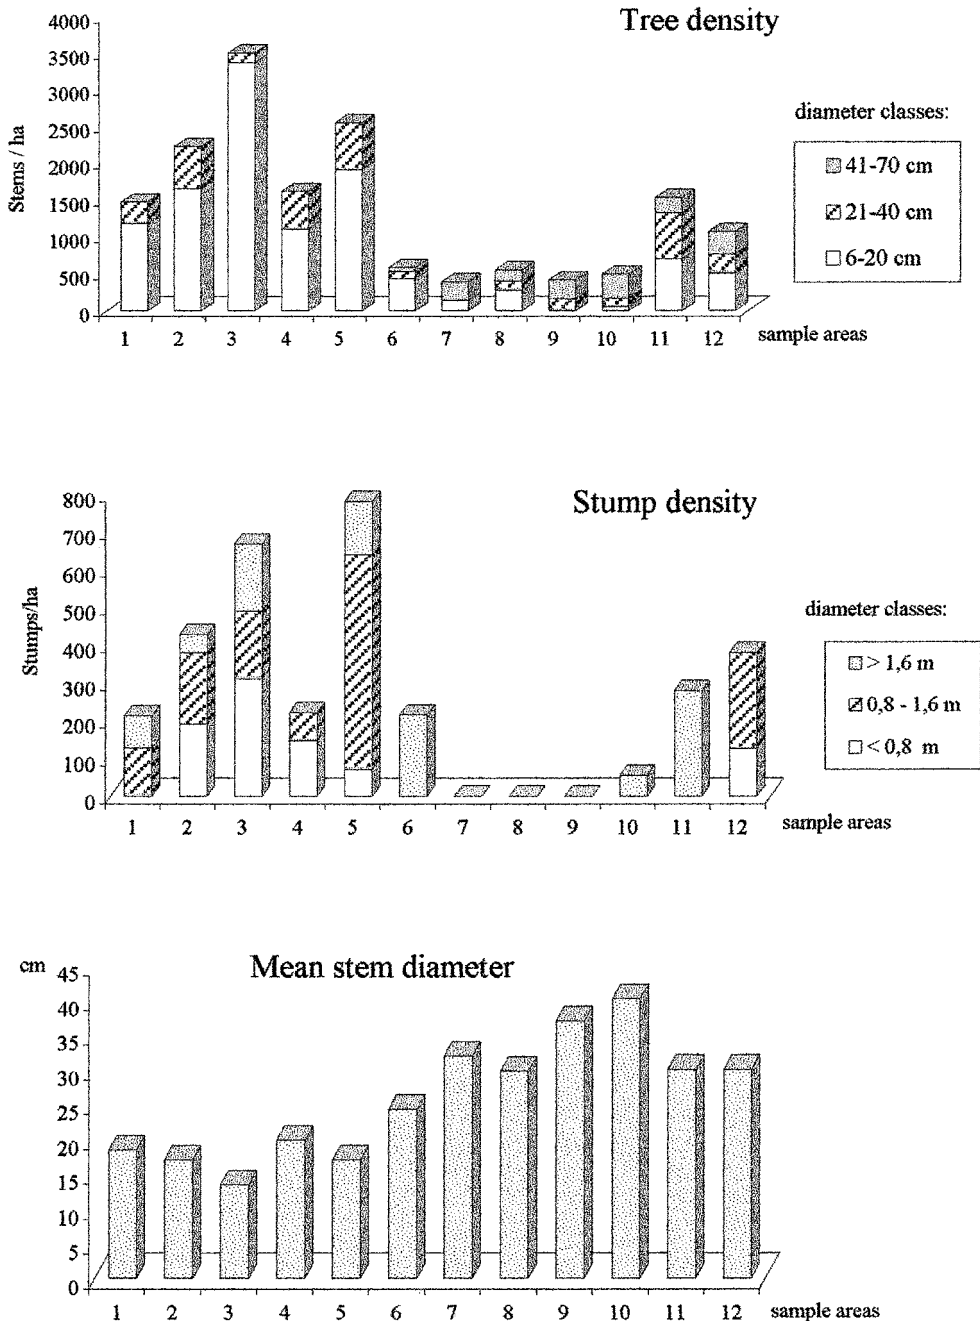 Tree density
4000
3500
3000
2500
2000
1500
1000
500
0
Stems / ha
1 2 3 4 5 6 7 8 9 10 11 12
sample areas
diameter classes:
41-70 cm
21-40 cm
6-20 cm
Stump density
800
700
600
500
400
300
200
100
0
Stumps/ha
1 2 3 4 5 6 7 8 9 10 11 12
sample areas
diameter classes:
> 1,6 m
0,8 - 1,6 m
< 0,8 m
Mean stem diameter
cm
45
40
35
30
25
20
15
10
5
0
1 2 3 4 5 6 7 8 9 10 11 12
sample areas